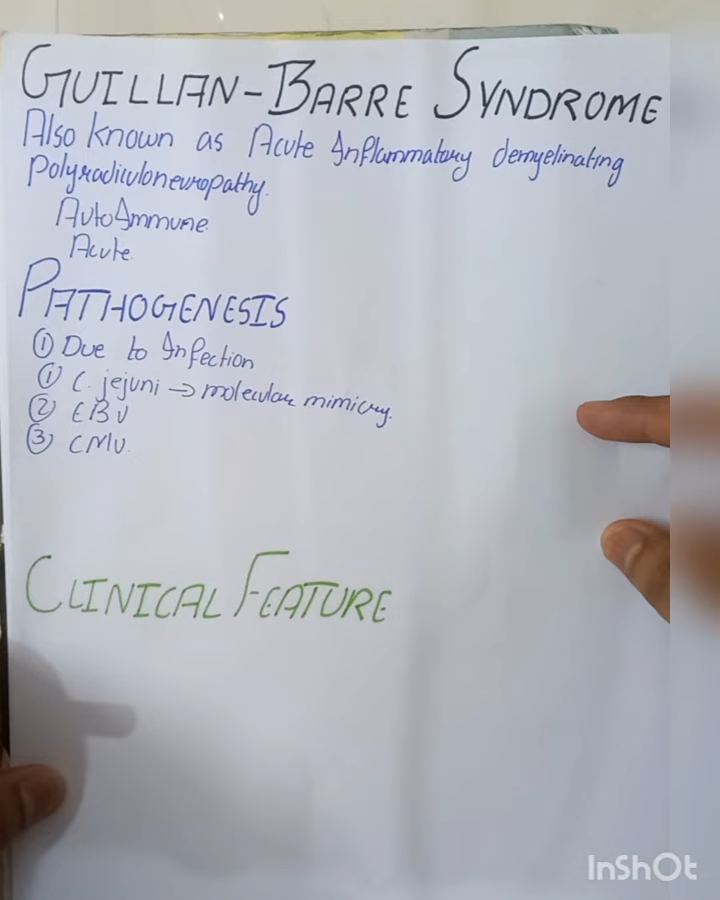 GUILLAN-BARRE SYNDROME
Also known as Acute Inflammatory demyelinating
Polyradiculoneuropathy.
AutoImmune
Acute
PATHOGENESIS
① Due to Infection
① C. jejuni → molecular mimicry.
② EBV
③ CMV.
CLINICAL FEATURE
InShOt